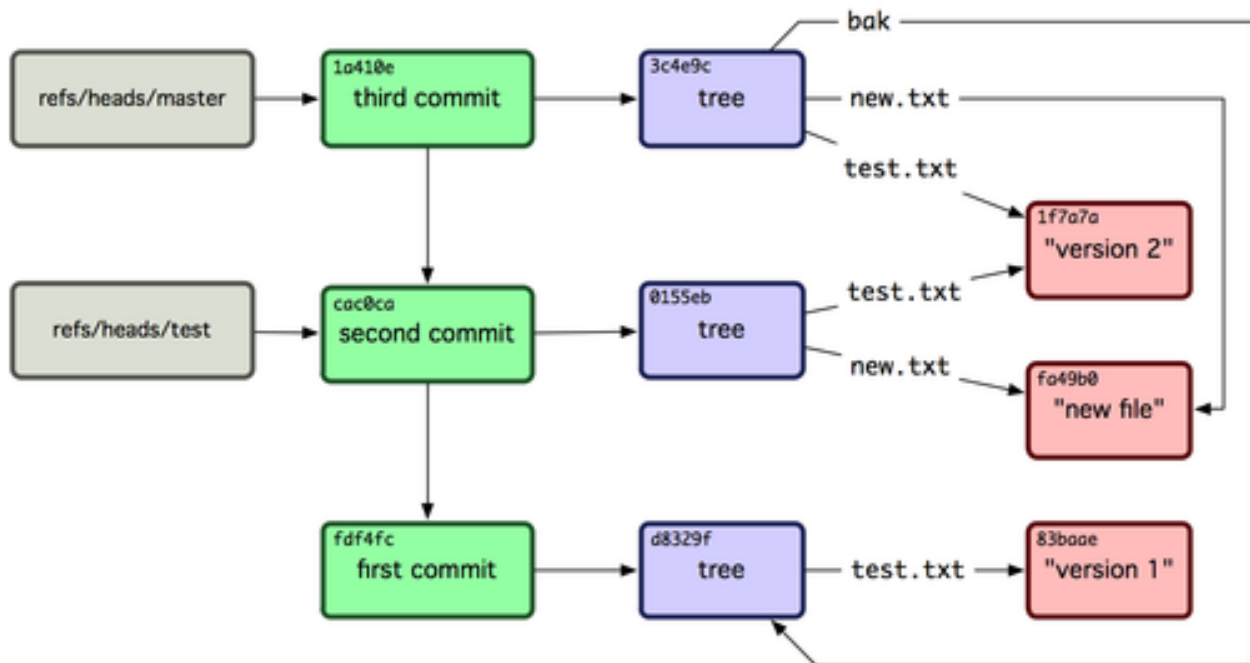 bak
1a410e
3c4e9c
refs/heads/master
third commit
tree
new.txt
test.txt
1f7a7a
"version 2"
cac0ca
0155eb
test.txt
refs/heads/test
second commit
tree
new.txt
fa49b0
"new file"
fdf4fc
d8329f
83baae
first commit
tree
test.txt
"version 1"